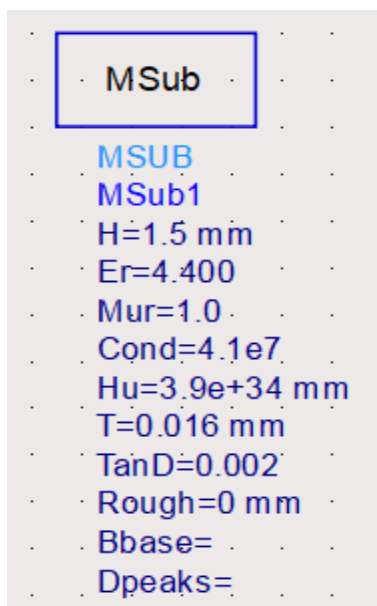 MSub
MSUB
MSub1
H=1.5 mm
Er=4.400
Mur=1.0
Cond=4.1e7
Hu=3.9e+34 mm
T=0.016 mm
TanD=0.002
Rough=0 mm
Bbase=
Dpeaks=